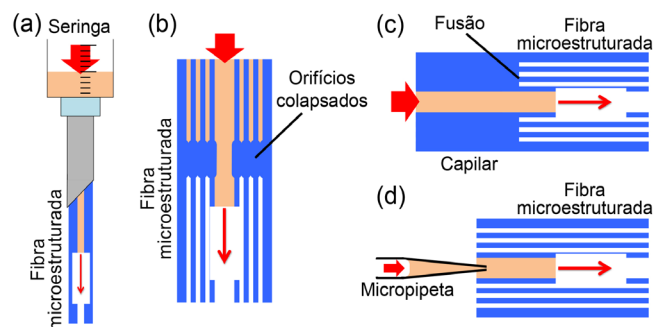 (a)
Seringa
Fibra
microestruturada
(b)
Orifícios
colapsados
Fibra
microestruturada
(c)
Fusão
Fibra
microestruturada
Capilar
(d)
Fibra
microestruturada
Micropipeta